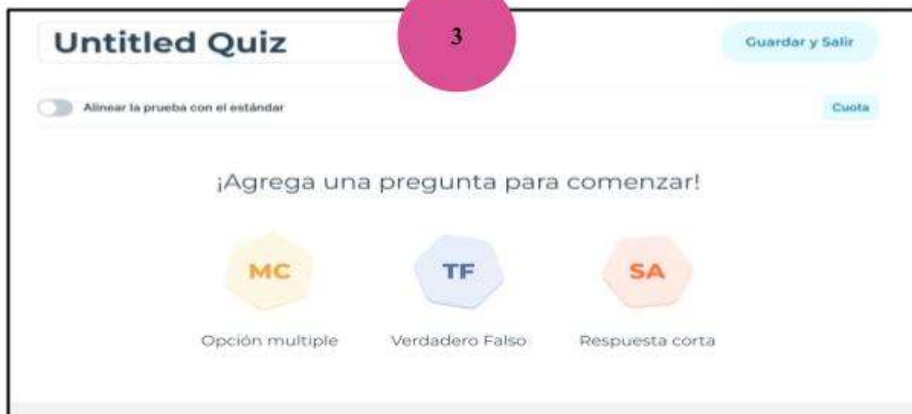 3
Untitled Quiz
Guardar y Salir
Alinear la prueba con el estándar
Cuota
¡Agrega una pregunta para comenzar!
MC
TF
SA
Opción multiple
Verdadero Falso
Respuesta corta